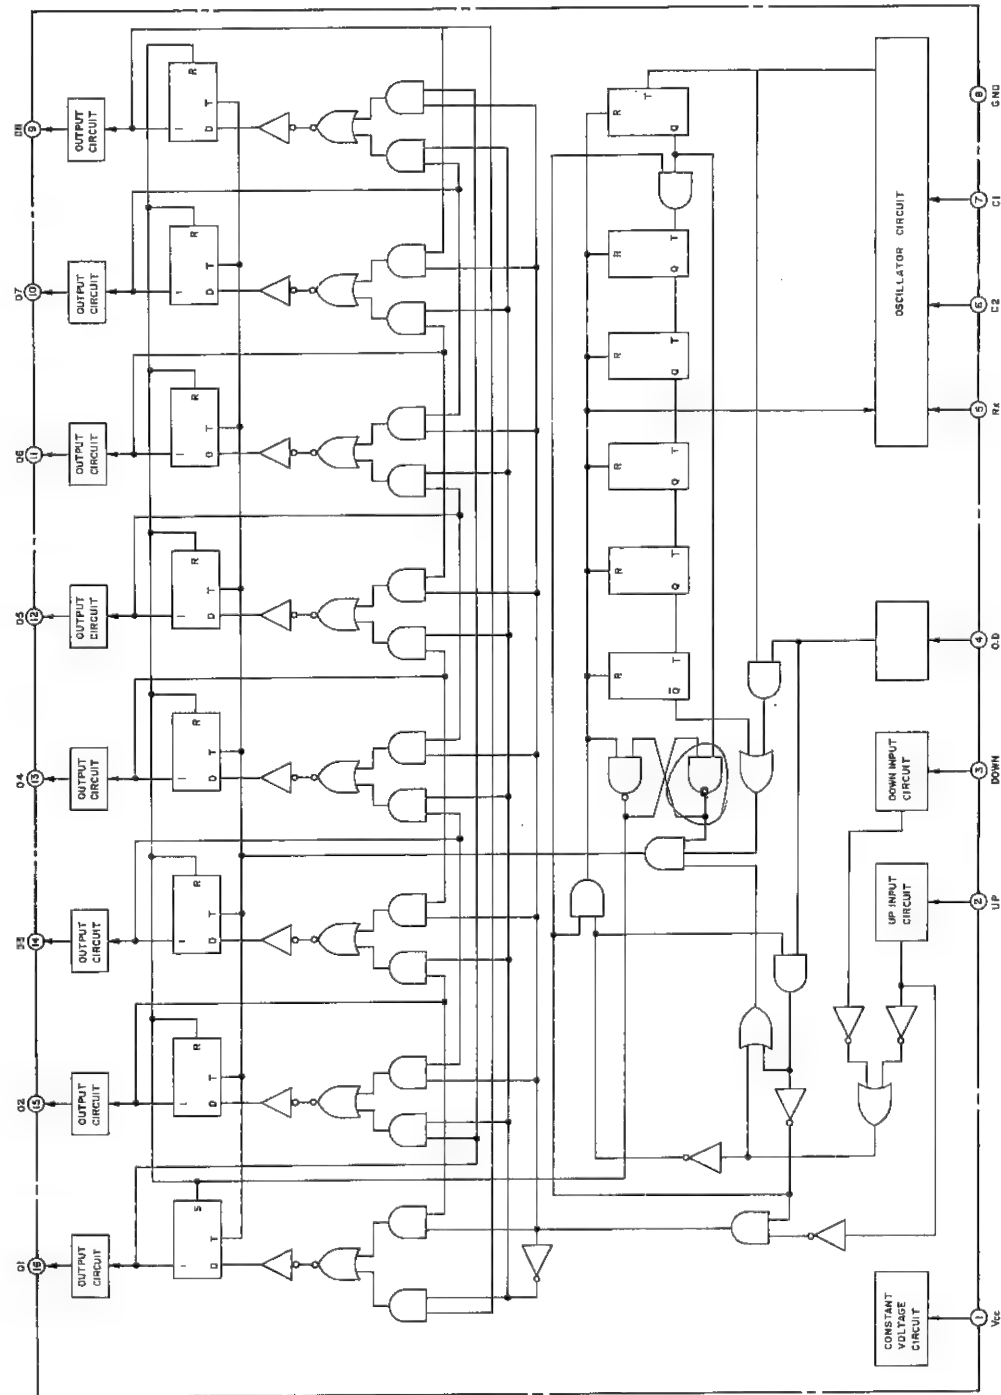 O8 O7 O6 O5 O4 O3 O2 O1
9 10 11 12 13 14 15 16
OUTPUT CIRCUIT
OUTPUT CIRCUIT
OUTPUT CIRCUIT
OUTPUT CIRCUIT
OUTPUT CIRCUIT
OUTPUT CIRCUIT
OUTPUT CIRCUIT
OUTPUT CIRCUIT
I R T D
I R T D
I R T D
I R T D
I R T D
I R T D
I R T D
I S T D
R T Q
R T Q
R T Q
R T Q
R T Q
R T Q̅
OSCILLATOR CIRCUIT
DOWN INPUT CIRCUIT
UP INPUT CIRCUIT
CONSTANT VOLTAGE CIRCUIT
8 7 6 5 4 3 2 1
GND C1 C2 Rx O.D DOWN UP Vcc